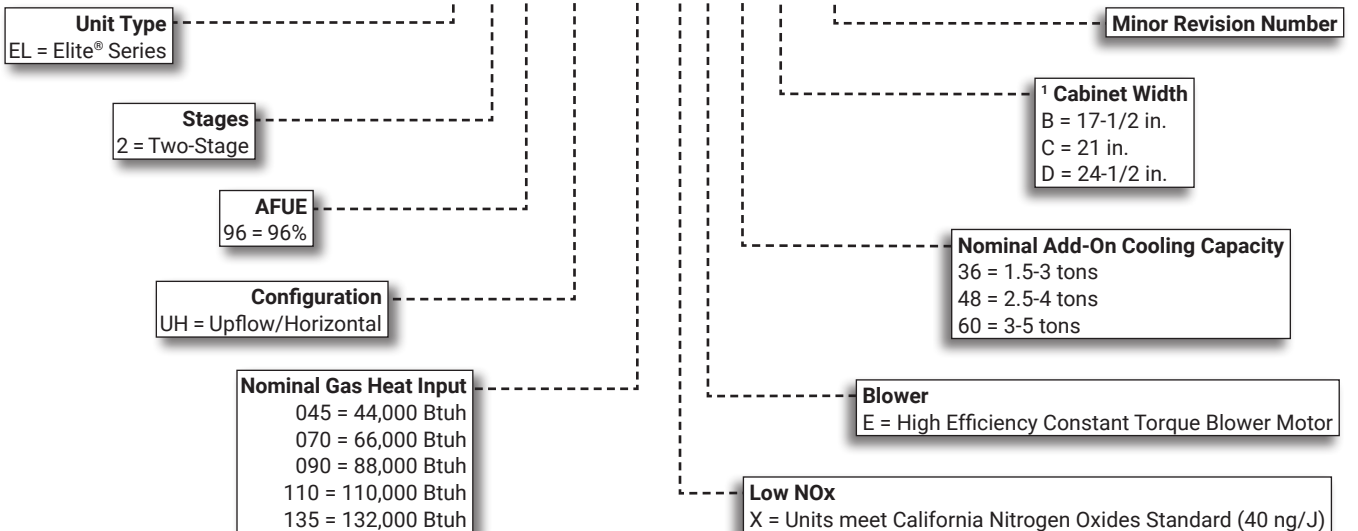 Unit Type
EL = Elite® Series
Stages
2 = Two-Stage
AFUE
96 = 96%
Configuration
UH = Upflow/Horizontal
Nominal Gas Heat Input
045 = 44,000 Btuh
070 = 66,000 Btuh
090 = 88,000 Btuh
110 = 110,000 Btuh
135 = 132,000 Btuh
Minor Revision Number
¹ Cabinet Width
B = 17-1/2 in.
C = 21 in.
D = 24-1/2 in.
Nominal Add-On Cooling Capacity
36 = 1.5-3 tons
48 = 2.5-4 tons
60 = 3-5 tons
Blower
E = High Efficiency Constant Torque Blower Motor
Low NOx
X = Units meet California Nitrogen Oxides Standard (40 ng/J)